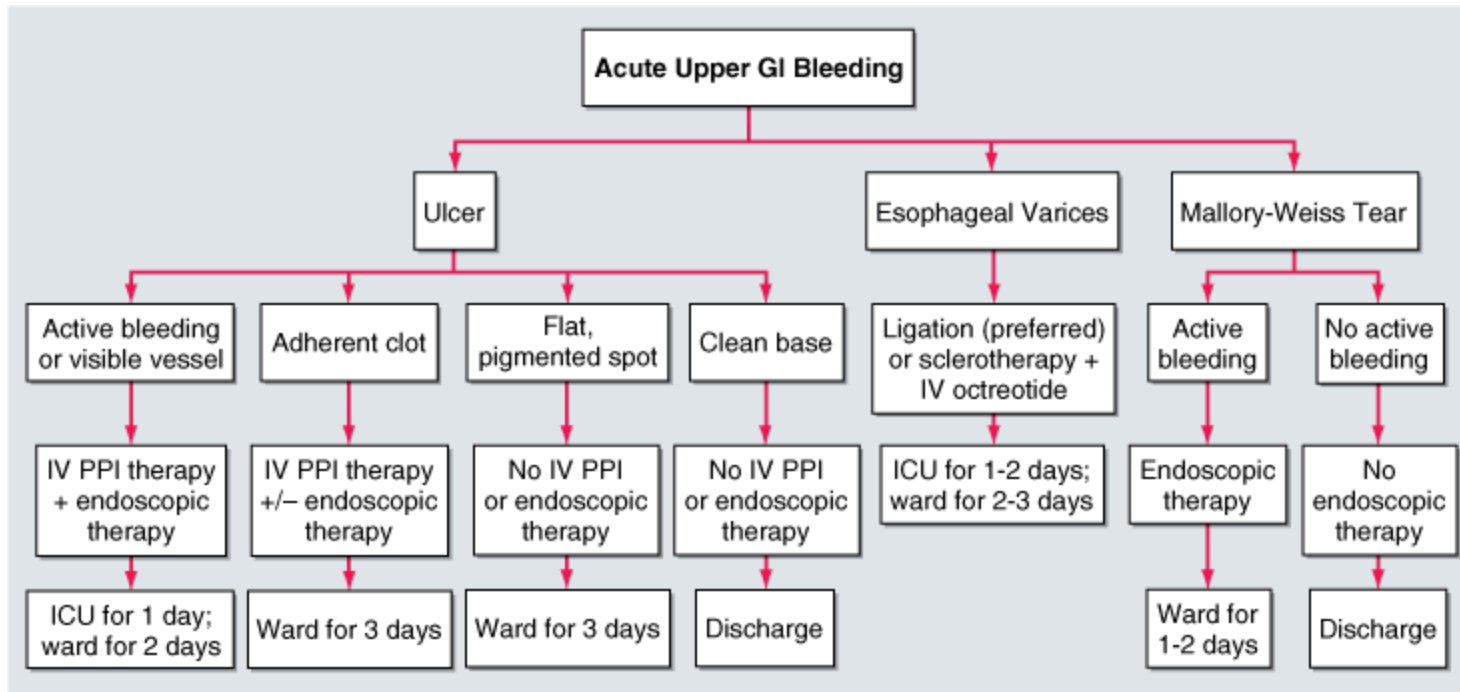 Acute Upper GI Bleeding
Ulcer
Esophageal Varices
Mallory-Weiss Tear
Active bleeding
or visible vessel
Adherent clot
Flat,
pigmented spot
Clean base
Ligation (preferred)
or sclerotherapy +
IV octreotide
Active
bleeding
No active
bleeding
IV PPI therapy
+ endoscopic
therapy
IV PPI therapy
+/– endoscopic
therapy
No IV PPI
or endoscopic
therapy
No IV PPI
or endoscopic
therapy
ICU for 1-2 days;
ward for 2-3 days
Endoscopic
therapy
No
endoscopic
therapy
ICU for 1 day;
ward for 2 days
Ward for 3 days
Ward for 3 days
Discharge
Ward for
1-2 days
Discharge